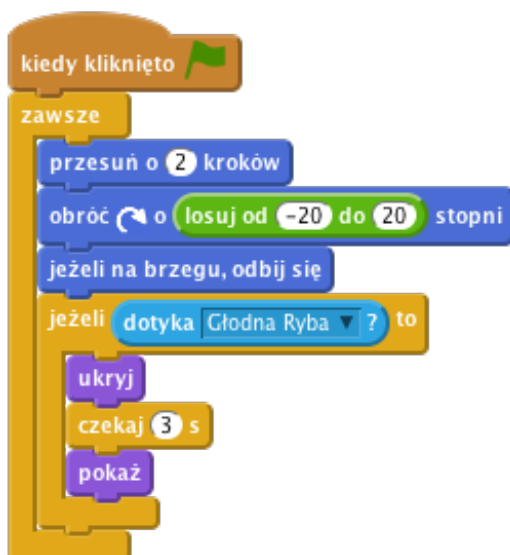 kiedy kliknięto
zawsze
przesuń o 2 kroków
obróć o losuj od -20 do 20 stopni
jeżeli na brzegu, odbij się
jeżeli dotyka Głodna Ryba ? to
ukryj
czekaj 3 s
pokaż